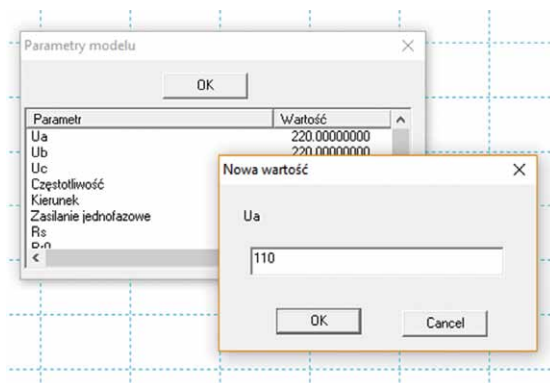 Parametry modelu
OK
Parametr Wartość
Ua 220.00000000
Ub 220.00000000
Uc
Częstotliwość
Kierunek
Zasilanie jednofazowe
Rs
Nowa wartość
Ua
110
OK Cancel